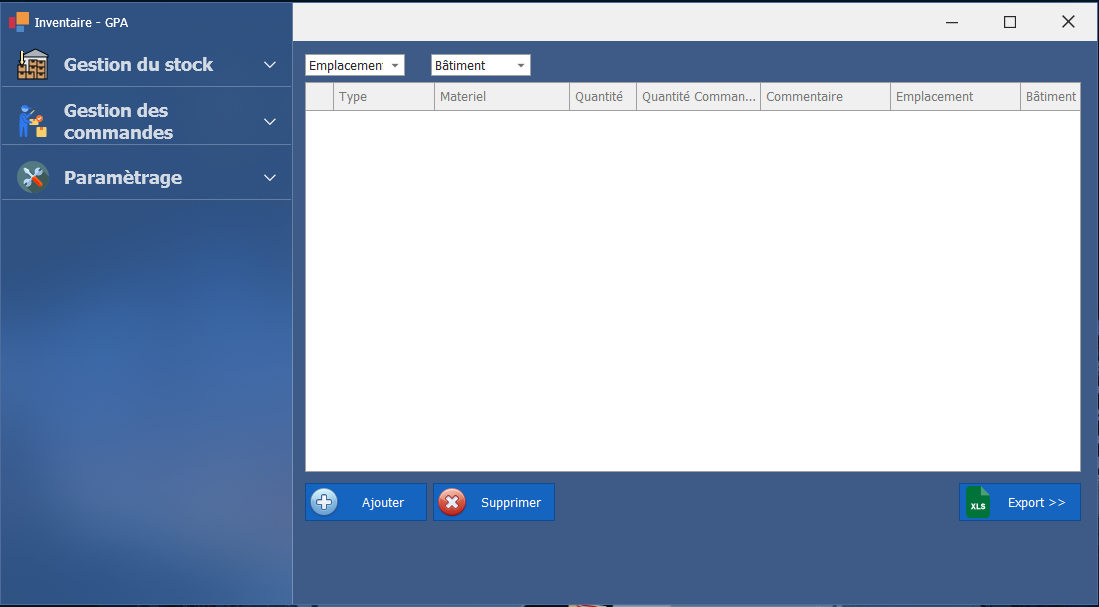 Inventaire - GPA
Gestion du stock
Gestion des
commandes
Paramètrage
Emplacement Bâtiment
Type Materiel Quantité Quantité Comman... Commentaire Emplacement Bâtiment
Ajouter Supprimer XLS Export >>